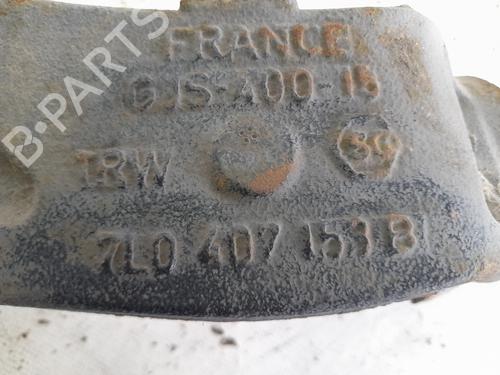 FRANCE
GJS-400-15
TRW
7L0 407 153 B
B-PARTS